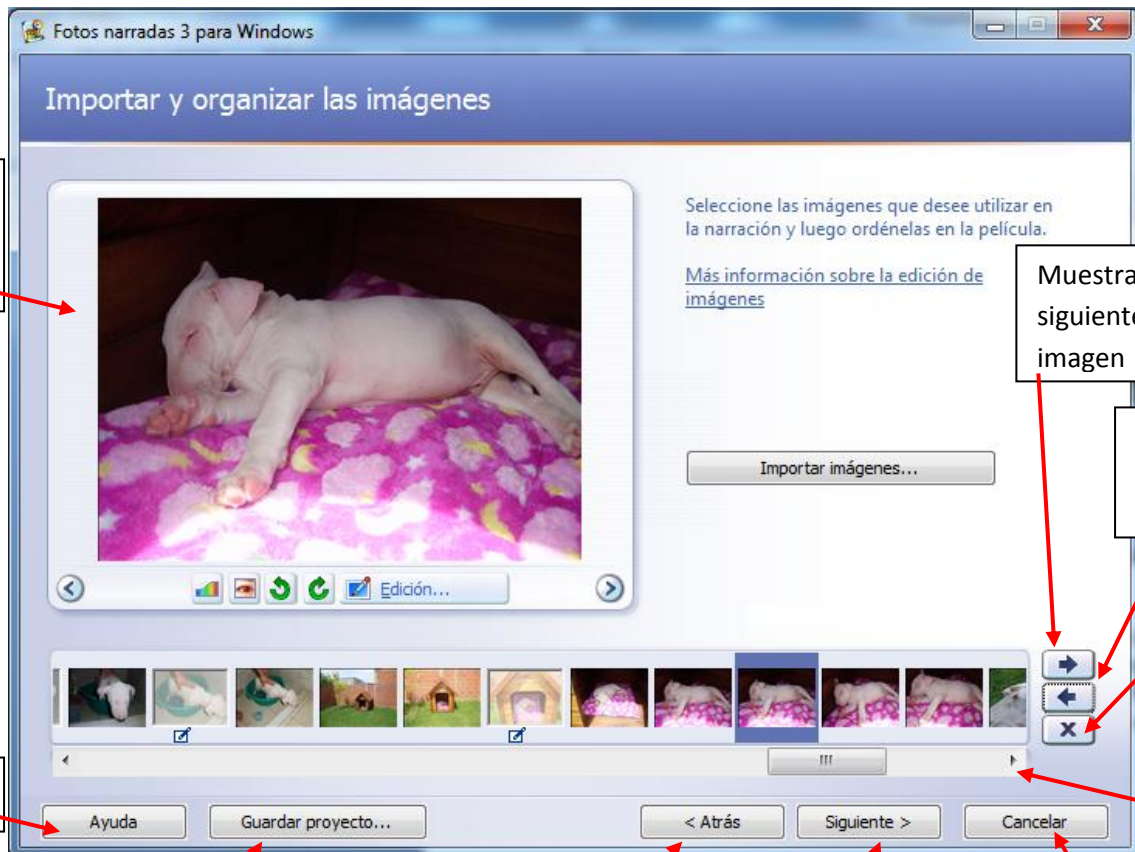 Fotos narradas 3 para Windows
Importar y organizar las imágenes
Seleccione las imágenes que desee utilizar en
la narración y luego ordénelas en la película.
Más información sobre la edición de
imágenes
Muestra
siguiente
imagen
Importar imágenes...
Edición...
Ayuda
Guardar proyecto...
< Atrás
Siguiente >
Cancelar